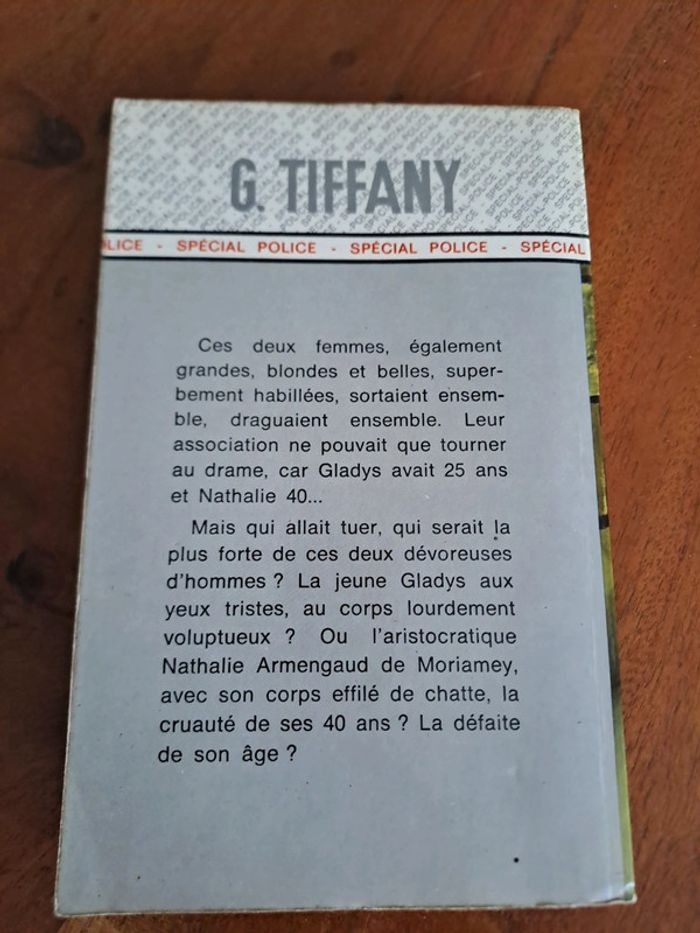 G. TIFFANY
LICE - SPÉCIAL POLICE - SPÉCIAL POLICE - SPÉCIAL
Ces deux femmes, également
grandes, blondes et belles, super-
bement habillées, sortaient ensem-
ble, draguaient ensemble. Leur
association ne pouvait que tourner
au drame, car Gladys avait 25 ans
et Nathalie 40...
Mais qui allait tuer, qui serait la
plus forte de ces deux dévoreuses
d'hommes ? La jeune Gladys aux
yeux tristes, au corps lourdement
voluptueux ? Ou l'aristocratique
Nathalie Armengaud de Moriamey,
avec son corps effilé de chatte, la
cruauté de ses 40 ans ? La défaite
de son âge ?